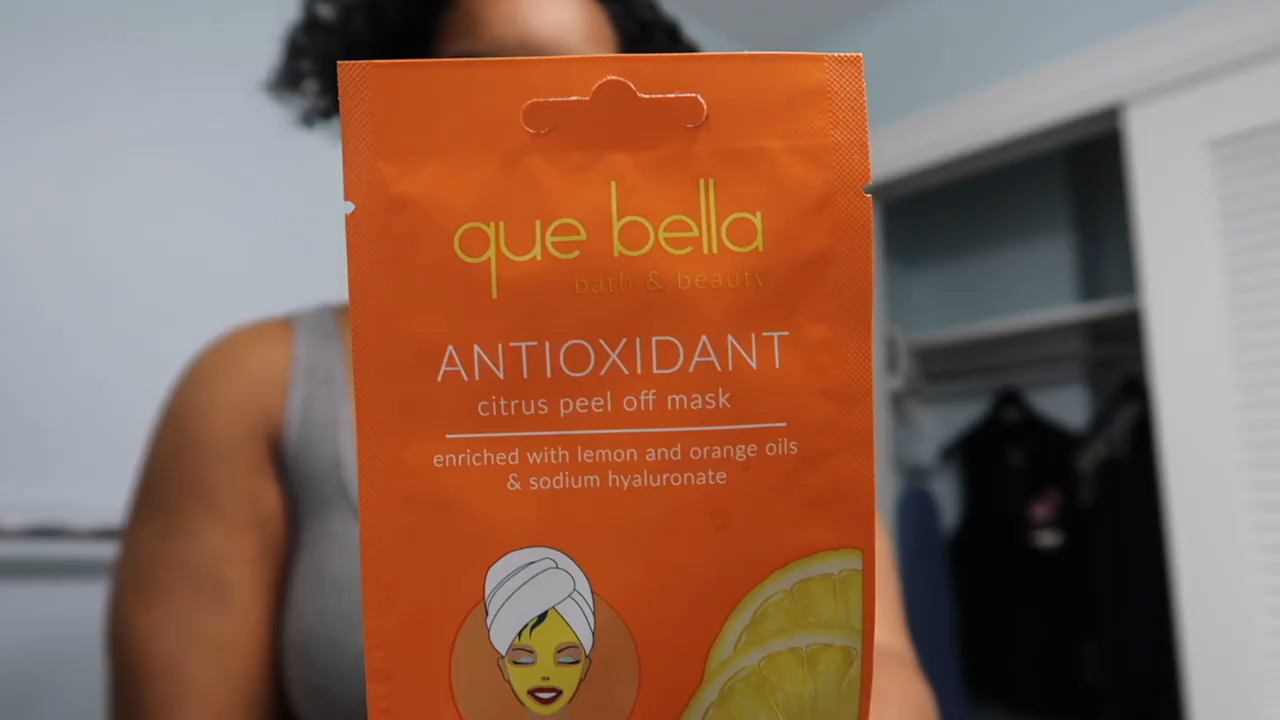 que bella
bath & beauty
ANTIOXIDANT
citrus peel off mask
enriched with lemon and orange oils
& sodium hyaluronate